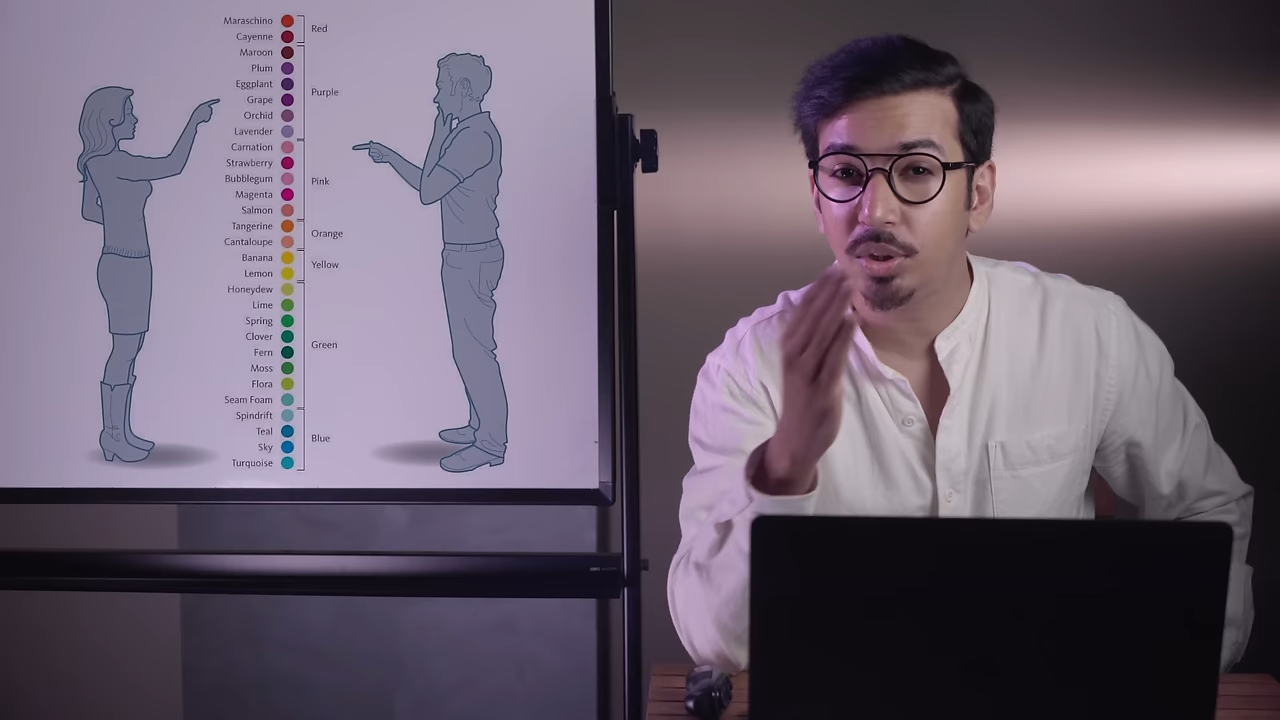 Maraschino
Cayenne
Maroon
Plum
Eggplant
Grape
Orchid
Lavender
Carnation
Strawberry
Bubblegum
Magenta
Salmon
Tangerine
Cantaloupe
Banana
Lemon
Honeydew
Lime
Spring
Clover
Fern
Moss
Flora
Seam Foam
Spindrift
Teal
Sky
Turquoise
Red
Purple
Pink
Orange
Yellow
Green
Blue